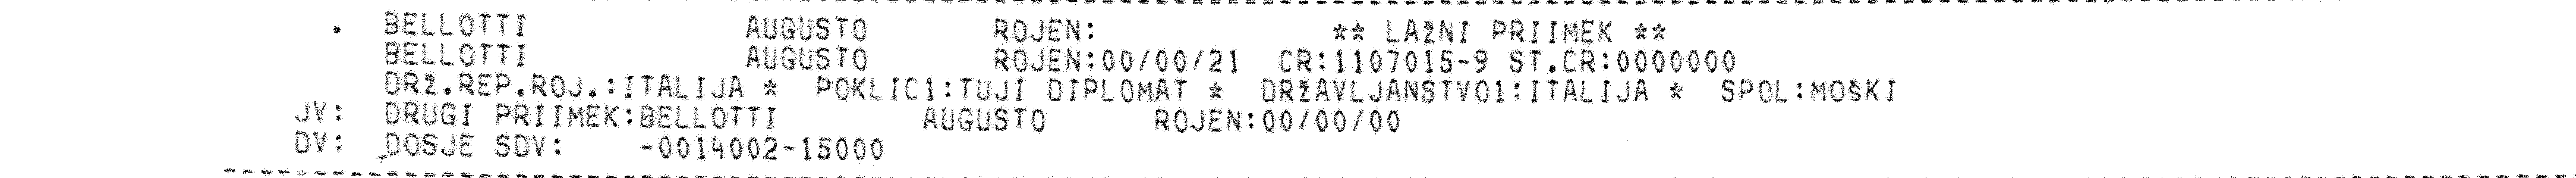 . BELLOTTI AUGUSTO ROJEN: ** LAŽNI PRIIMEK **
BELLOTTI AUGUSTO ROJEN:00/00/21 CR:1107015-9 ST.CR:0000000
DRŽ.REP.ROJ.:ITALIJA * POKLIC1:TUJI DIPLOMAT * DRŽAVLJANSTVO1:ITALIJA * SPOL:MOŠKI
JV: DRUGI PRIIMEK:BELLOTTI AUGUSTO ROJEN:00/00/00
DV: DOSJE SDV: -0014002-15000